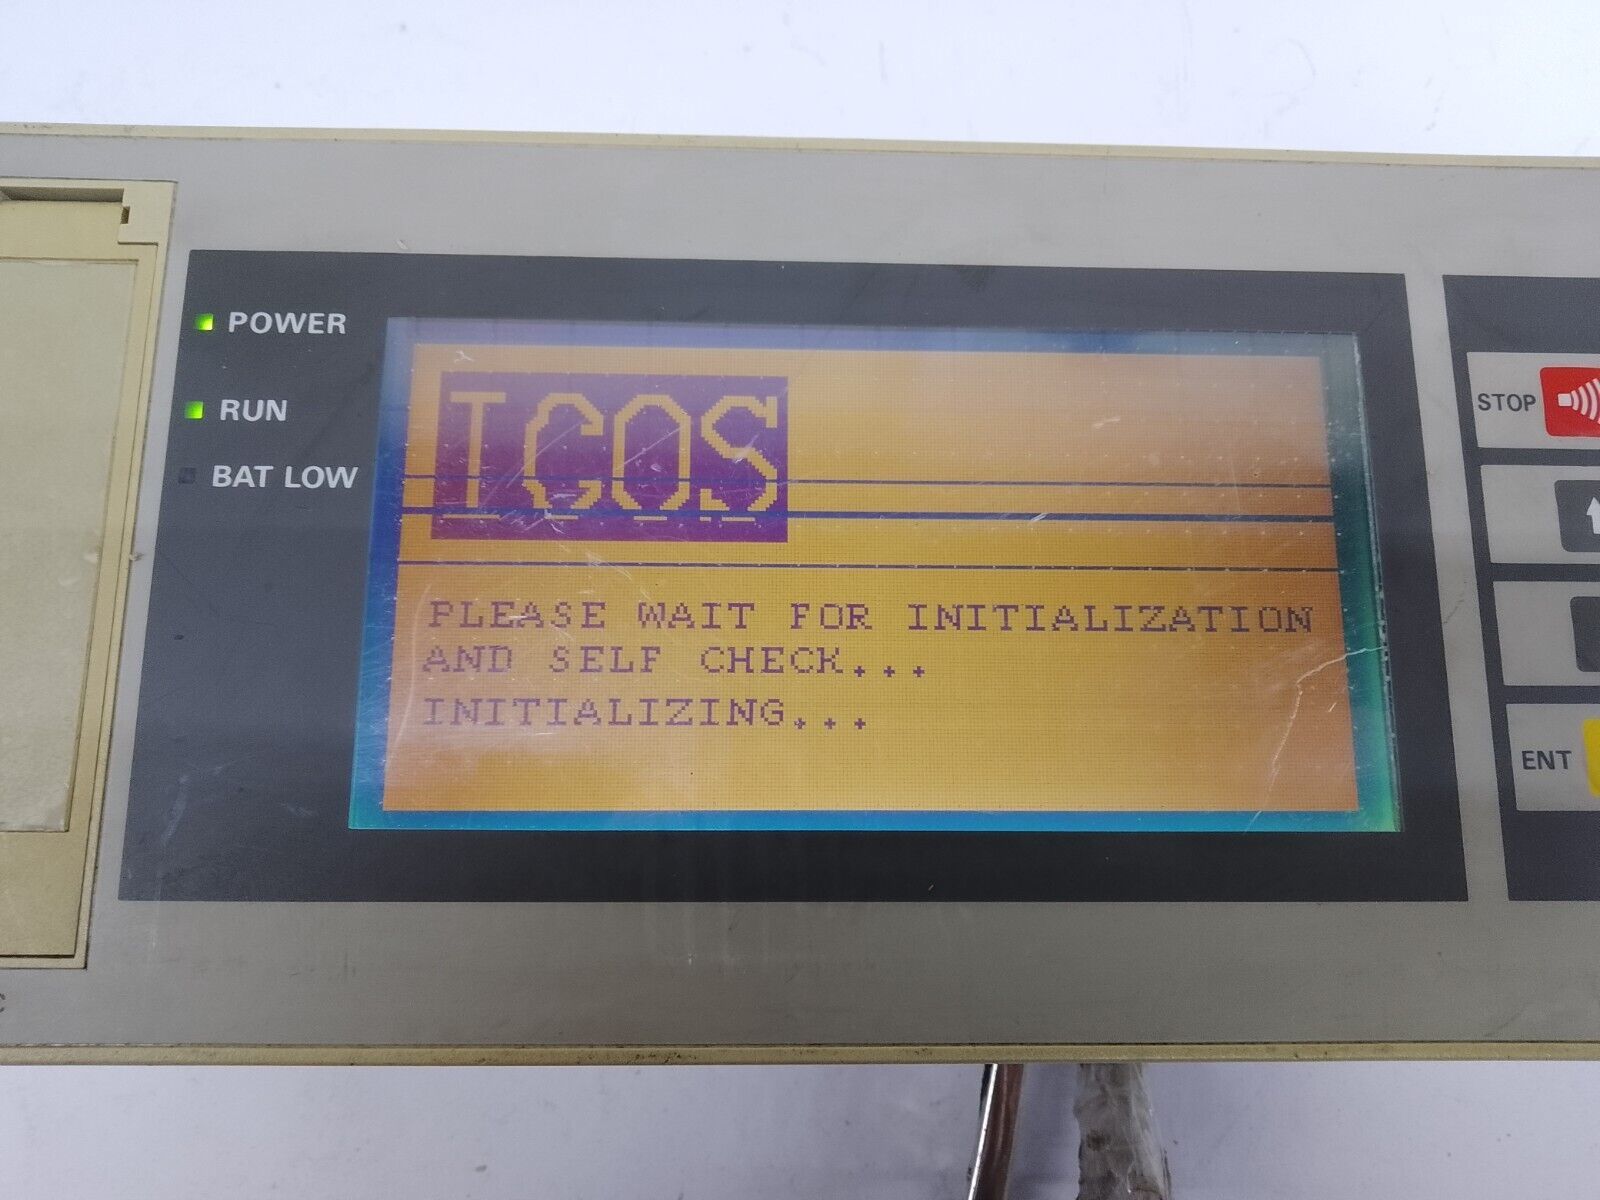 POWER
RUN
BAT LOW
TCOS
PLEASE WAIT FOR INITIALIZATION
AND SELF CHECK...
INITIALIZING...
STOP
ENT